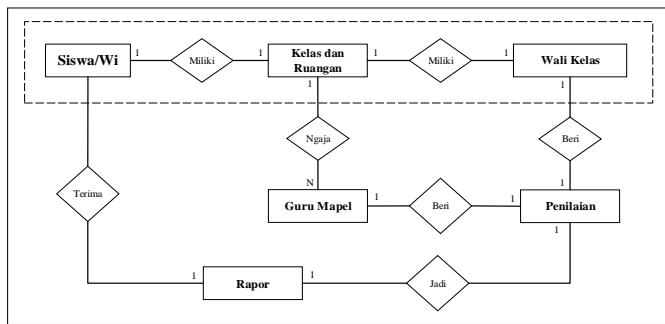 Siswa/Wi 1 Miliki 1 Kelas dan Ruangan 1 Miliki 1 Wali Kelas
1 1 1
Ngaja Beri
Terima
N 1
Guru Mapel 1 Beri 1 Penilaian
1
1 Rapor 1 Jadi